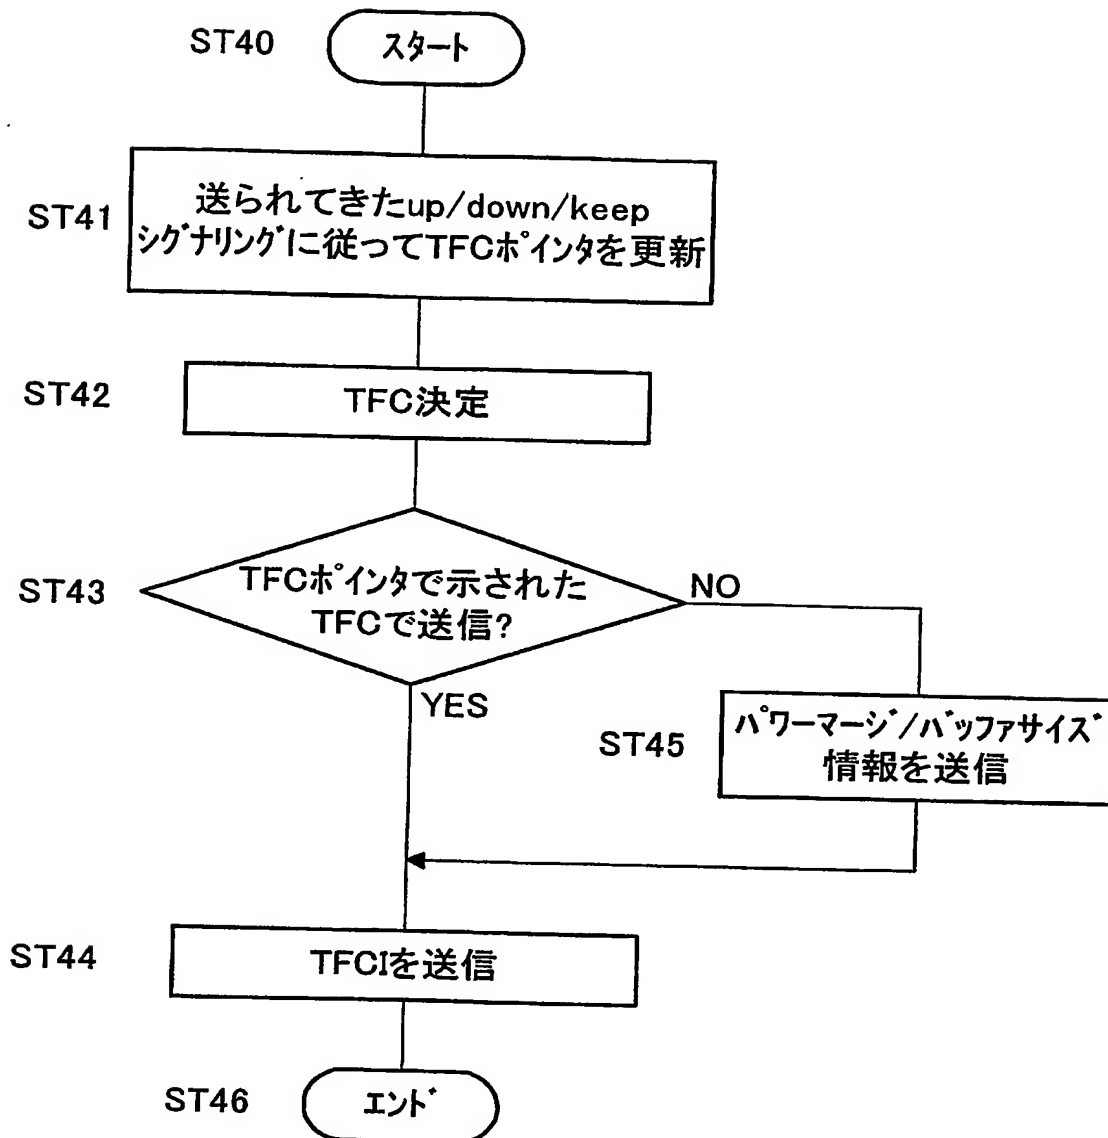 ST40
スタート
ST41
送られてきたup/down/keep
シグナリングに従ってTFCポインタを更新
ST42
TFC決定
ST43
TFCポインタで示された
TFCで送信?
NO
YES
ST45
パワーマージ/バッファサイズ
情報を送信
ST44
TFCIを送信
ST46
エンド